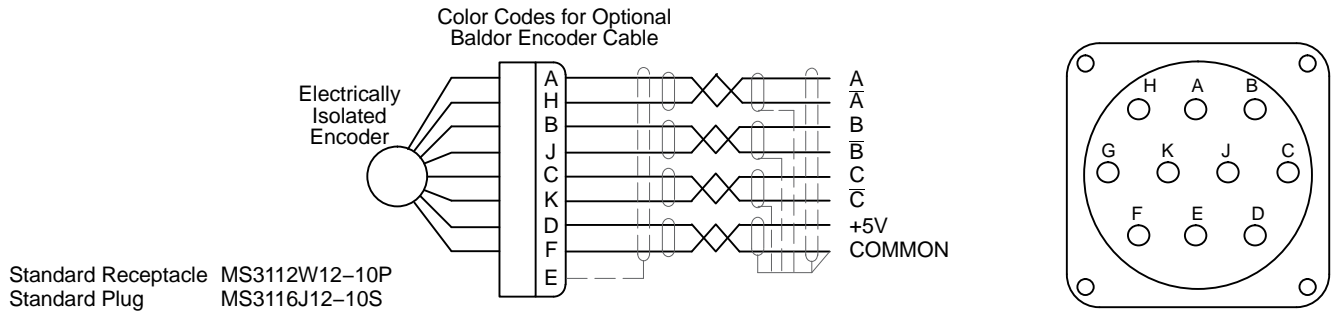 Color Codes for Optional
Baldor Encoder Cable
Electrically
Isolated
Encoder
A
H
B
J
C
K
D
F
E
A
A̅
B
B̅
C
C̅
+5V
COMMON
Standard Receptacle MS3112W12−10P
Standard Plug MS3116J12−10S
H A B
G K J C
F E D